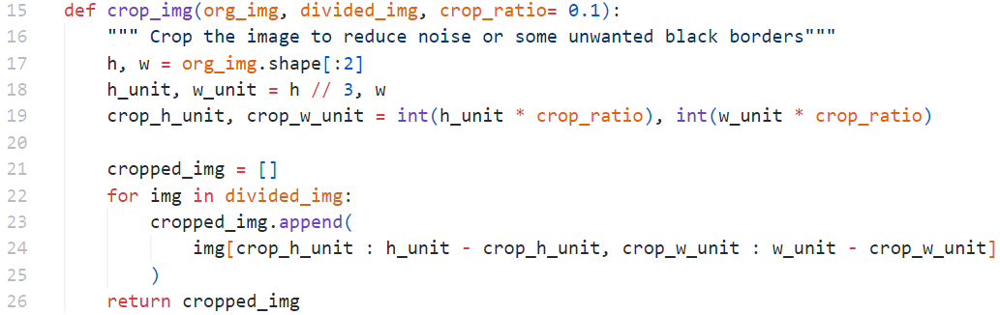 15 def crop_img(org_img, divided_img, crop_ratio= 0.1):
16     """ Crop the image to reduce noise or some unwanted black borders"""
17     h, w = org_img.shape[:2]
18     h_unit, w_unit = h // 3, w
19     crop_h_unit, crop_w_unit = int(h_unit * crop_ratio), int(w_unit * crop_ratio)
20
21     cropped_img = []
22     for img in divided_img:
23         cropped_img.append(
24             img[crop_h_unit : h_unit - crop_h_unit, crop_w_unit : w_unit - crop_w_unit]
25         )
26     return cropped_img